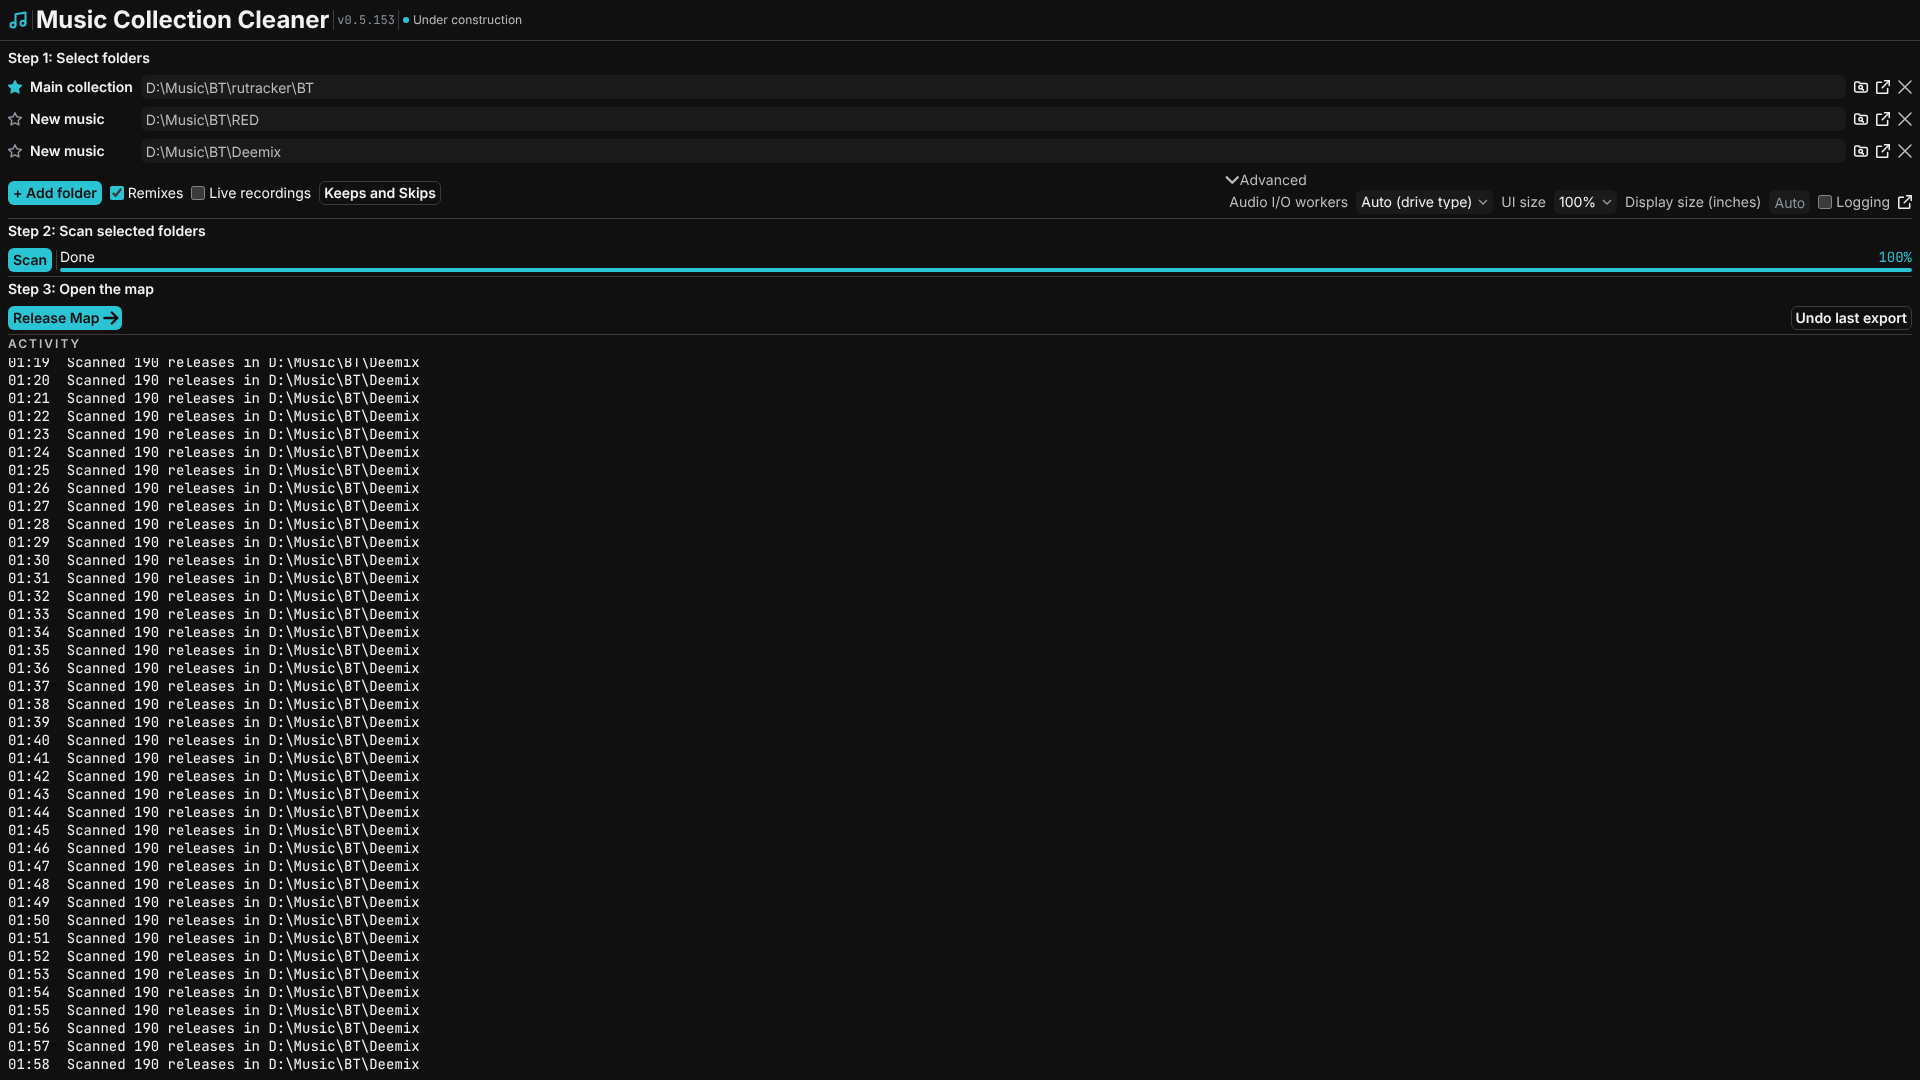 Music Collection Cleaner v0.5.153 Under construction
Step 1: Select folders
Main collection D:\Music\BT\rutracker\BT
New music D:\Music\BT\RED
New music D:\Music\BT\Deemix
+ Add folder Remixes Live recordings Keeps and Skips
Advanced
Audio I/O workers Auto (drive type) UI size 100% Display size (inches) Auto Logging
Step 2: Scan selected folders
Scan Done 100%
Step 3: Open the map
Release Map Undo last export
ACTIVITY
01:19 Scanned 190 releases in D:\Music\BT\Deemix
01:20 Scanned 190 releases in D:\Music\BT\Deemix
01:21 Scanned 190 releases in D:\Music\BT\Deemix
01:22 Scanned 190 releases in D:\Music\BT\Deemix
01:23 Scanned 190 releases in D:\Music\BT\Deemix
01:24 Scanned 190 releases in D:\Music\BT\Deemix
01:25 Scanned 190 releases in D:\Music\BT\Deemix
01:26 Scanned 190 releases in D:\Music\BT\Deemix
01:27 Scanned 190 releases in D:\Music\BT\Deemix
01:28 Scanned 190 releases in D:\Music\BT\Deemix
01:29 Scanned 190 releases in D:\Music\BT\Deemix
01:30 Scanned 190 releases in D:\Music\BT\Deemix
01:31 Scanned 190 releases in D:\Music\BT\Deemix
01:32 Scanned 190 releases in D:\Music\BT\Deemix
01:33 Scanned 190 releases in D:\Music\BT\Deemix
01:34 Scanned 190 releases in D:\Music\BT\Deemix
01:35 Scanned 190 releases in D:\Music\BT\Deemix
01:36 Scanned 190 releases in D:\Music\BT\Deemix
01:37 Scanned 190 releases in D:\Music\BT\Deemix
01:38 Scanned 190 releases in D:\Music\BT\Deemix
01:39 Scanned 190 releases in D:\Music\BT\Deemix
01:40 Scanned 190 releases in D:\Music\BT\Deemix
01:41 Scanned 190 releases in D:\Music\BT\Deemix
01:42 Scanned 190 releases in D:\Music\BT\Deemix
01:43 Scanned 190 releases in D:\Music\BT\Deemix
01:44 Scanned 190 releases in D:\Music\BT\Deemix
01:45 Scanned 190 releases in D:\Music\BT\Deemix
01:46 Scanned 190 releases in D:\Music\BT\Deemix
01:47 Scanned 190 releases in D:\Music\BT\Deemix
01:48 Scanned 190 releases in D:\Music\BT\Deemix
01:49 Scanned 190 releases in D:\Music\BT\Deemix
01:50 Scanned 190 releases in D:\Music\BT\Deemix
01:51 Scanned 190 releases in D:\Music\BT\Deemix
01:52 Scanned 190 releases in D:\Music\BT\Deemix
01:53 Scanned 190 releases in D:\Music\BT\Deemix
01:54 Scanned 190 releases in D:\Music\BT\Deemix
01:55 Scanned 190 releases in D:\Music\BT\Deemix
01:56 Scanned 190 releases in D:\Music\BT\Deemix
01:57 Scanned 190 releases in D:\Music\BT\Deemix
01:58 Scanned 190 releases in D:\Music\BT\Deemix